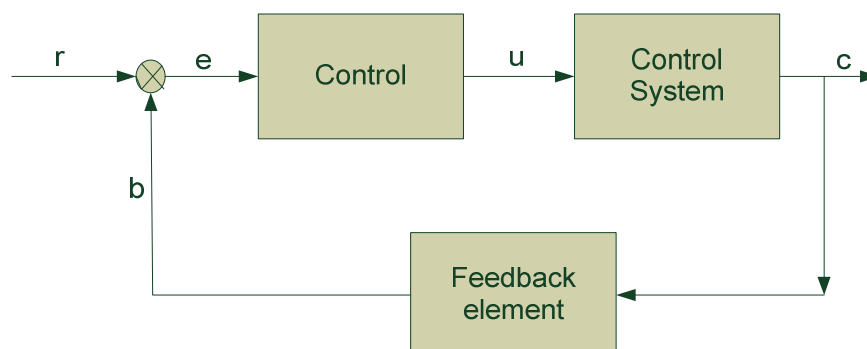 r
e
Control
u
Control
System
c
b
Feedback
element